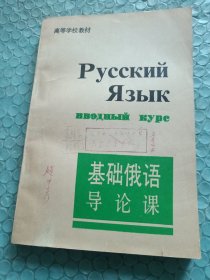 高等学校教材
Русский
Язык
вводный курс
基础俄语
导论课